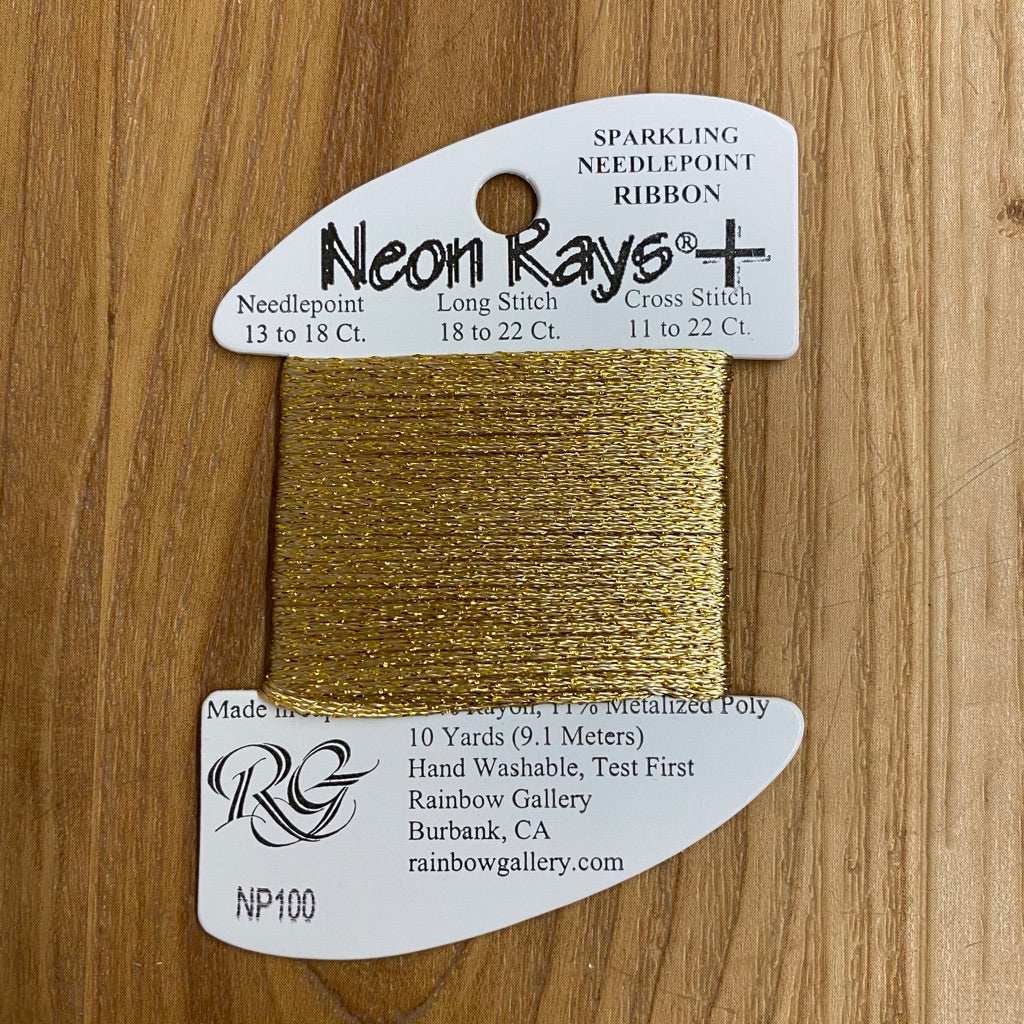 SPARKLING
NEEDLEPOINT
RIBBON
Neon Rays®+
Needlepoint Long Stitch Cross Stitch
13 to 18 Ct. 18 to 22 Ct. 11 to 22 Ct.
Made in Rayon, 11% Metalized Poly
10 Yards (9.1 Meters)
RG
Hand Washable, Test First
Rainbow Gallery
Burbank, CA
rainbowgallery.com
NP100